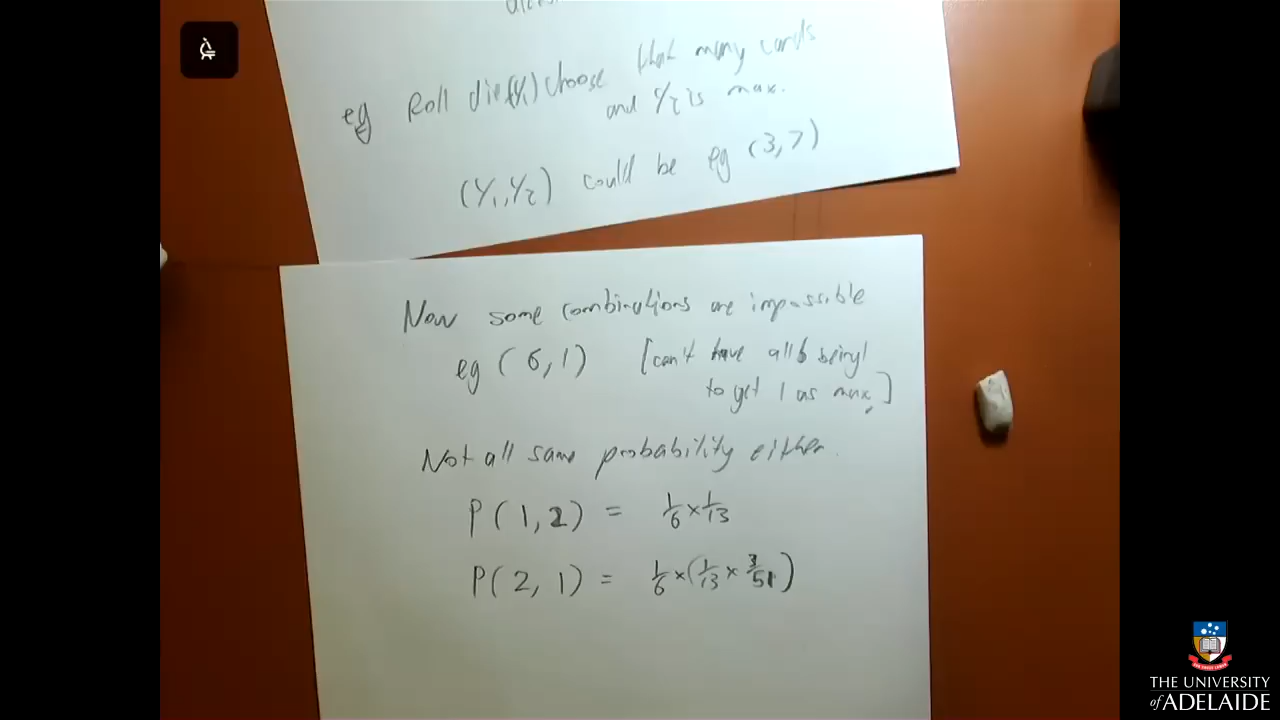 eg Roll die(Y₁) choose that many cards
and Y₂ is max.
(Y₁,Y₂) could be eg (3,7)
Now some combinations are impossible
eg (6,1) [can't have all 6 being 1
to get 1 as max.]
Not all same probability either.
P(1,2) = 1/6 × 1/13
P(2,1) = 1/6 × (1/13 × 3/51)
THE UNIVERSITY
of ADELAIDE